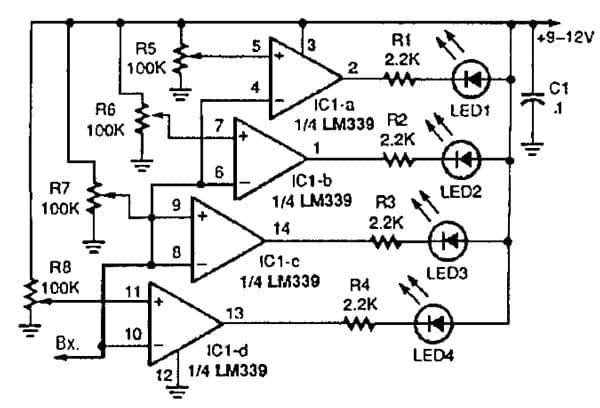 +9-12V
R5
100K
5
+
3
2
R1
2.2K
LED1
C1
.1
4
−
IC1-a
1/4 LM339
R6
100K
7
+
1
R2
2.2K
LED2
6
−
IC1-b
1/4 LM339
R7
100K
9
+
14
R3
2.2K
LED3
8
−
IC1-c
1/4 LM339
R8
100K
11
+
13
R4
2.2K
LED4
10
−
Bx.
12
IC1-d
1/4 LM339